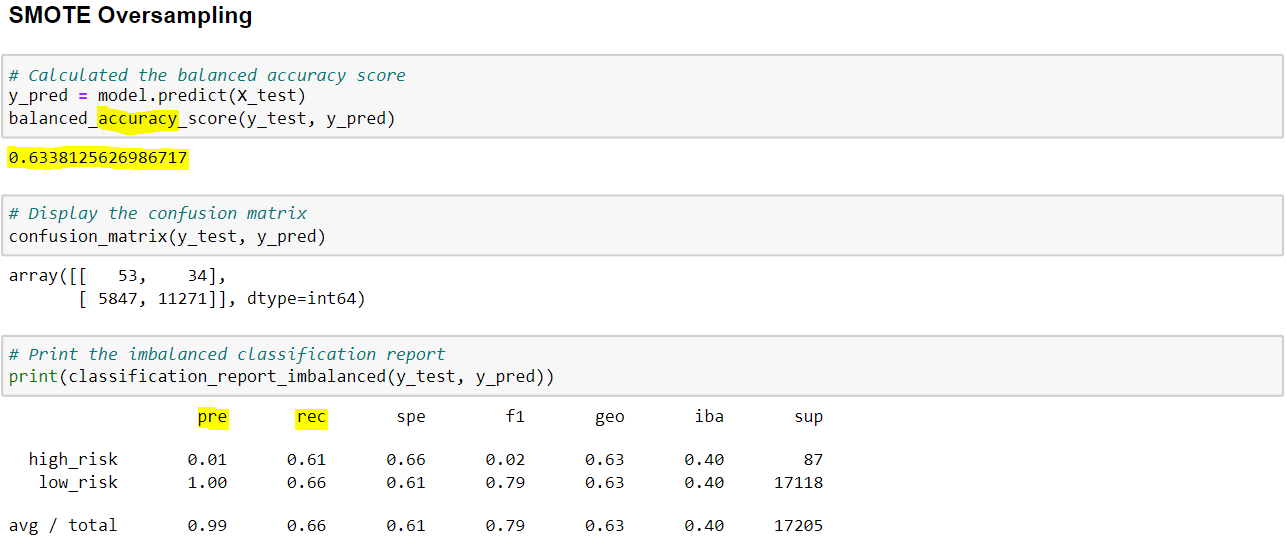 SMOTE Oversampling
# Calculated the balanced accuracy score
y_pred = model.predict(X_test)
balanced_accuracy_score(y_test, y_pred)
0.6338125626986717
# Display the confusion matrix
confusion_matrix(y_test, y_pred)
array([[   53,    34],
       [ 5847, 11271]], dtype=int64)
# Print the imbalanced classification report
print(classification_report_imbalanced(y_test, y_pred))
pre rec spe f1 geo iba sup
high_risk 0.01 0.61 0.66 0.02 0.63 0.40 87
low_risk 1.00 0.66 0.61 0.79 0.63 0.40 17118
avg / total 0.99 0.66 0.61 0.79 0.63 0.40 17205